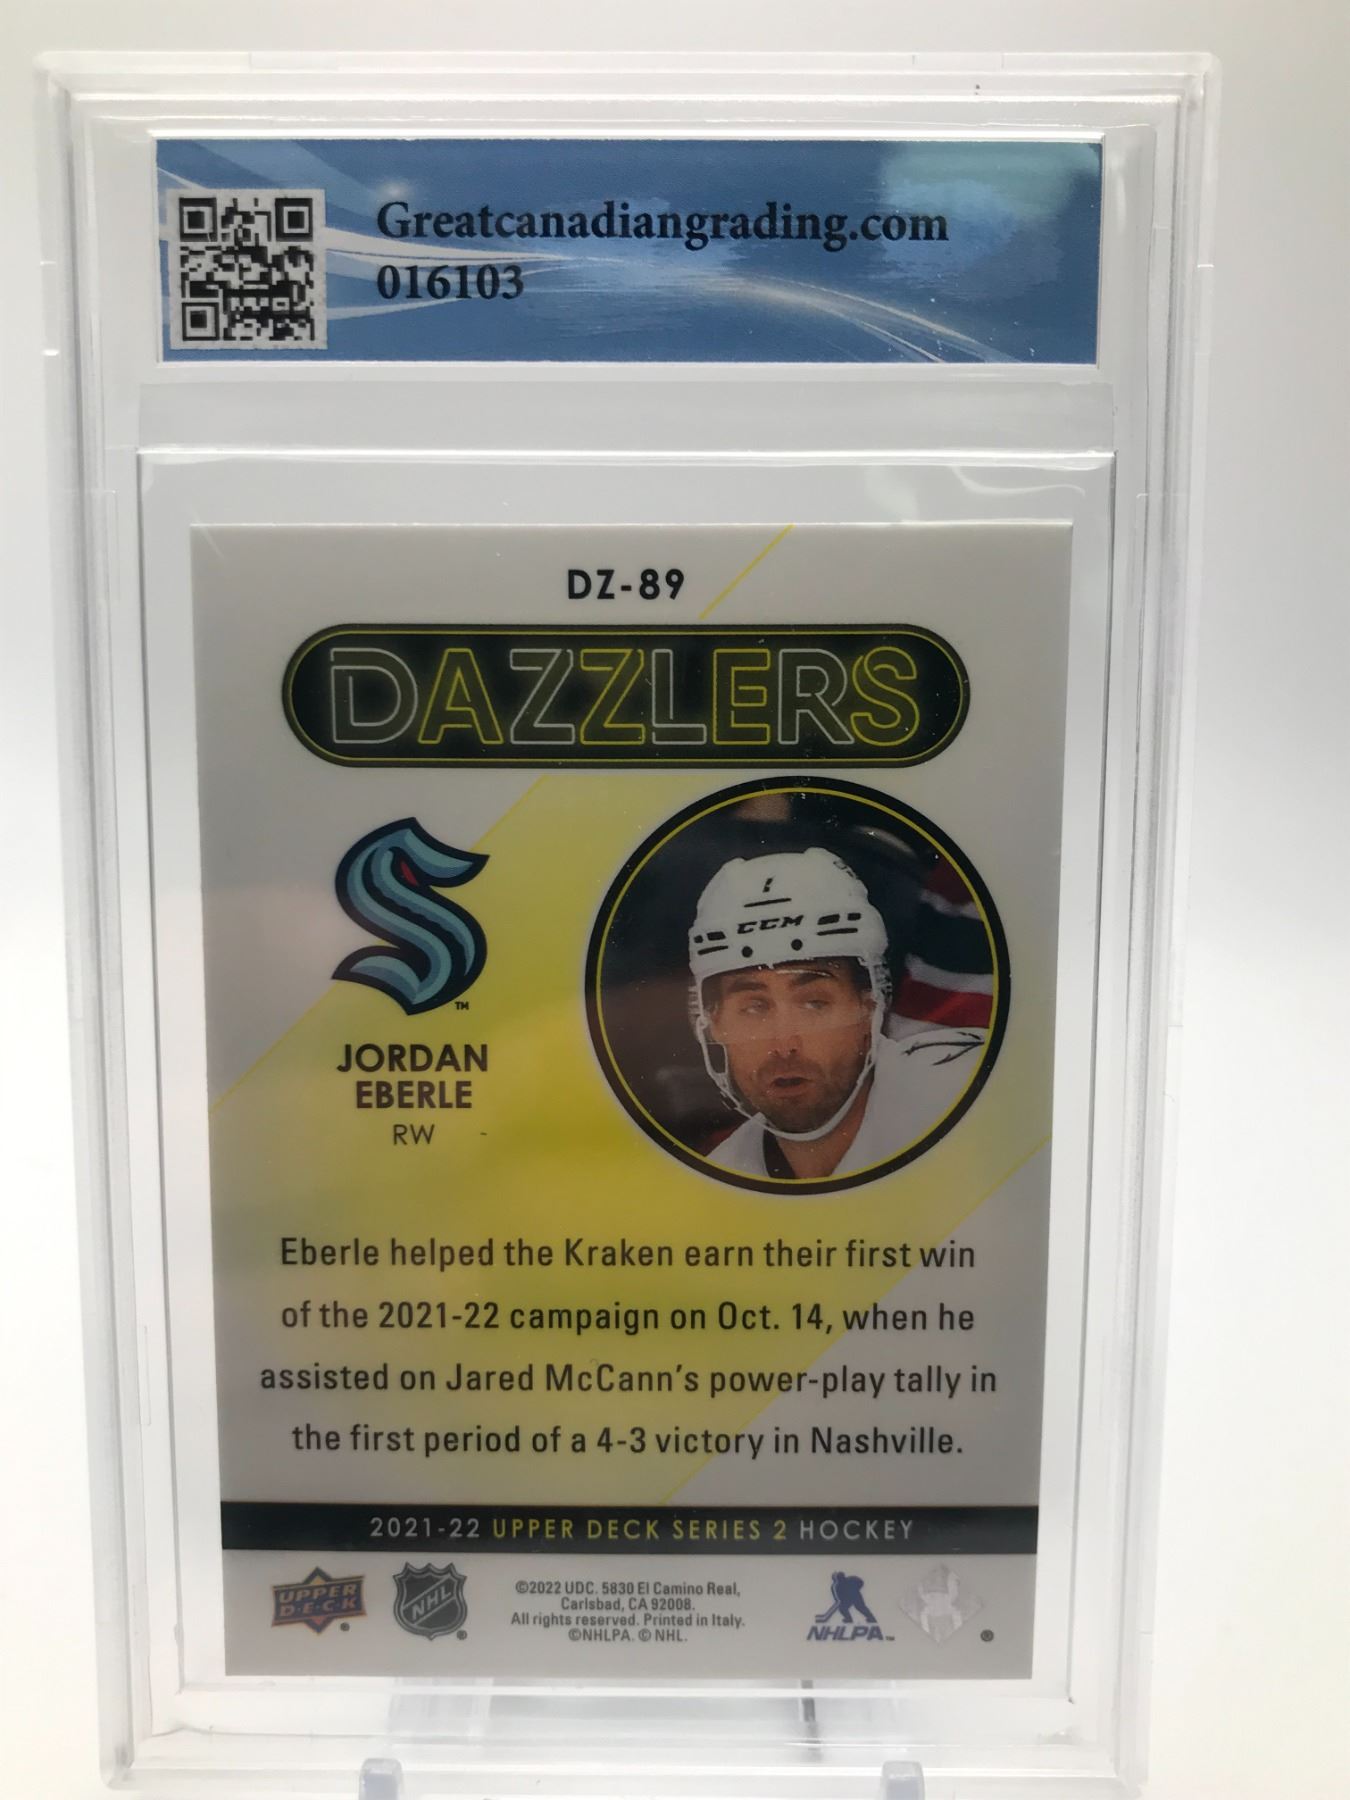 Greatcanadiangrading.com
016103
DZ-89
DAZZLERS
CCM
TM
JORDAN
EBERLE
RW
Eberle helped the Kraken earn their first win
of the 2021-22 campaign on Oct. 14, when he
assisted on Jared McCann's power-play tally in
the first period of a 4-3 victory in Nashville.
2021-22 UPPER DECK SERIES 2 HOCKEY
UPPER
D·E·C·K
®
NHL
®
©2022 UDC. 5830 El Camino Real,
Carlsbad, CA 92008.
All rights reserved. Printed in Italy.
©NHLPA. © NHL.
NHLPA™
®